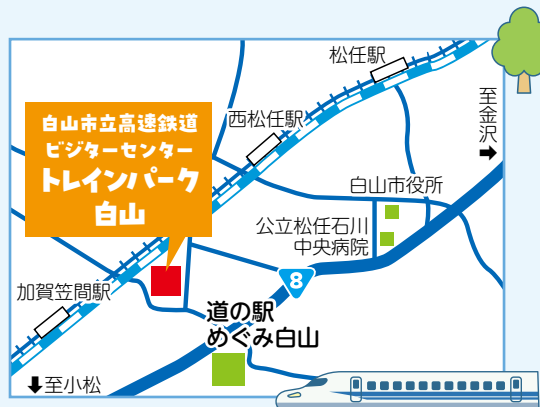 松任駅
至金沢
➡
白山市立高速鉄道
ビジターセンター
トレインパーク
白山
西松任駅
白山市役所
公立松任石川
中央病院
8
加賀笠間駅
道の駅
めぐみ白山
⬇至小松